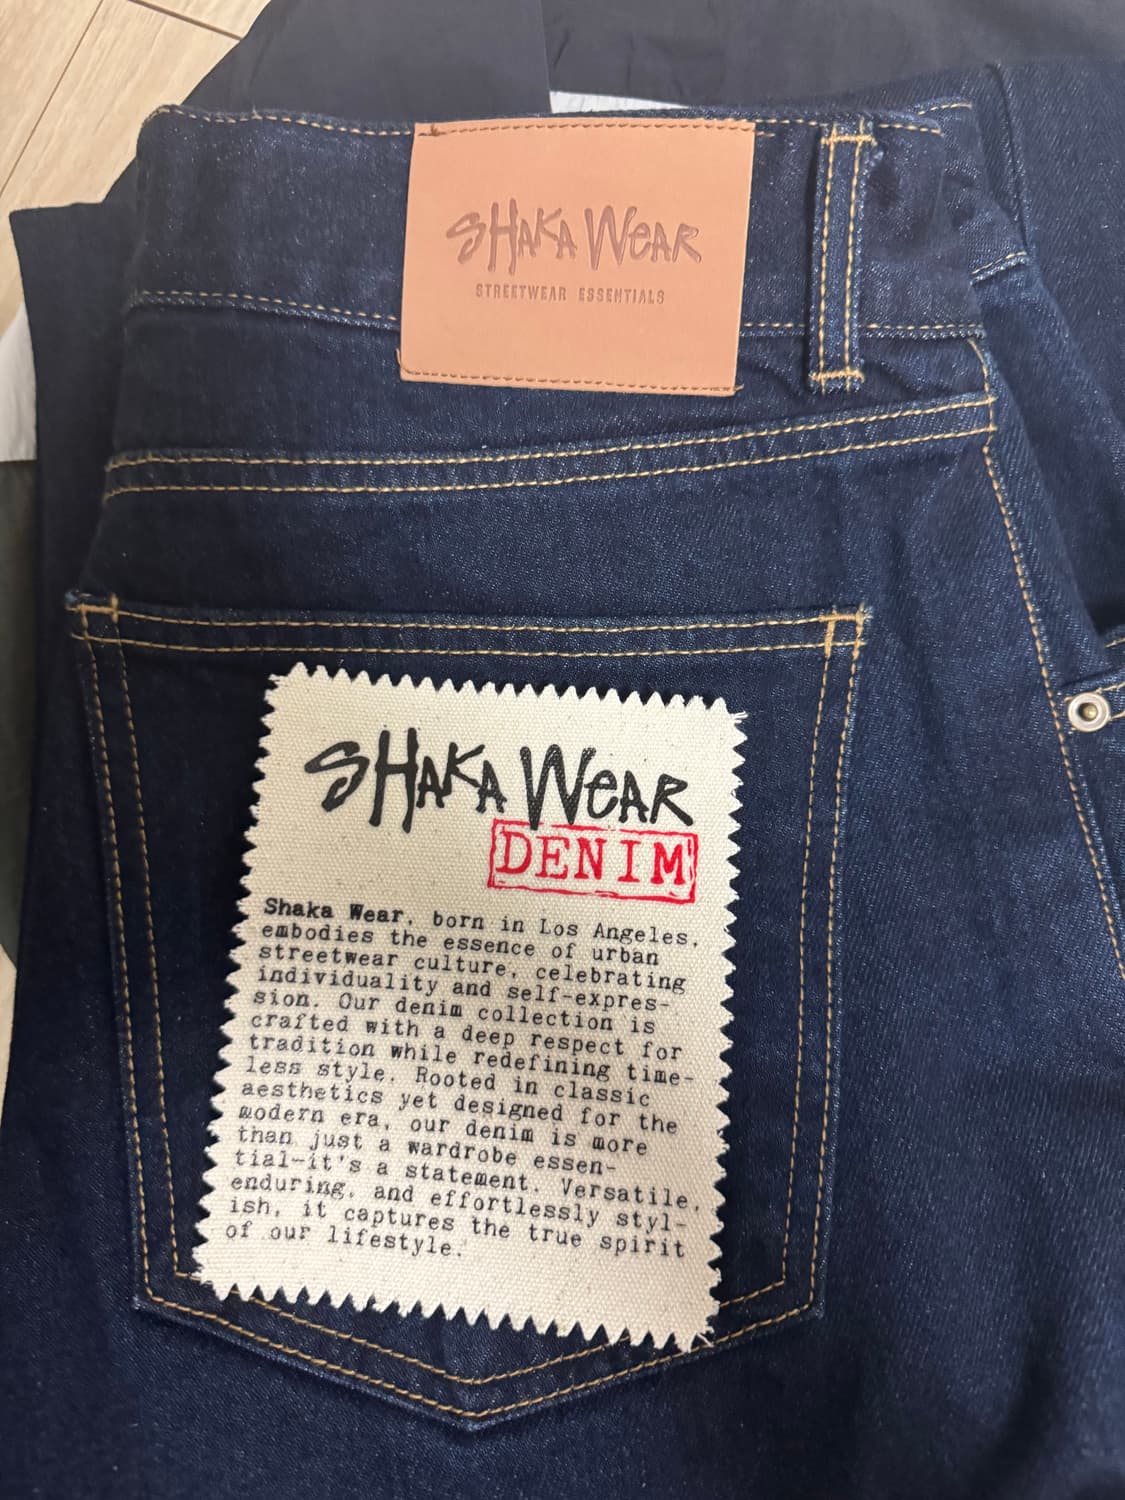 SHAKA WEAR
STREETWEAR ESSENTIALS
SHAKA WEAR
DENIM
Shaka Wear, born in Los Angeles,
embodies the essence of urban
streetwear culture, celebrating
individuality and self-expres-
sion. Our denim collection is
crafted with a deep respect for
tradition while redefining time-
less style. Rooted in classic
aesthetics yet designed for the
modern era, our denim is more
than just a wardrobe essen-
tial—it's a statement. Versatile,
enduring, and effortlessly styl-
ish, it captures the true spirit
of our lifestyle.